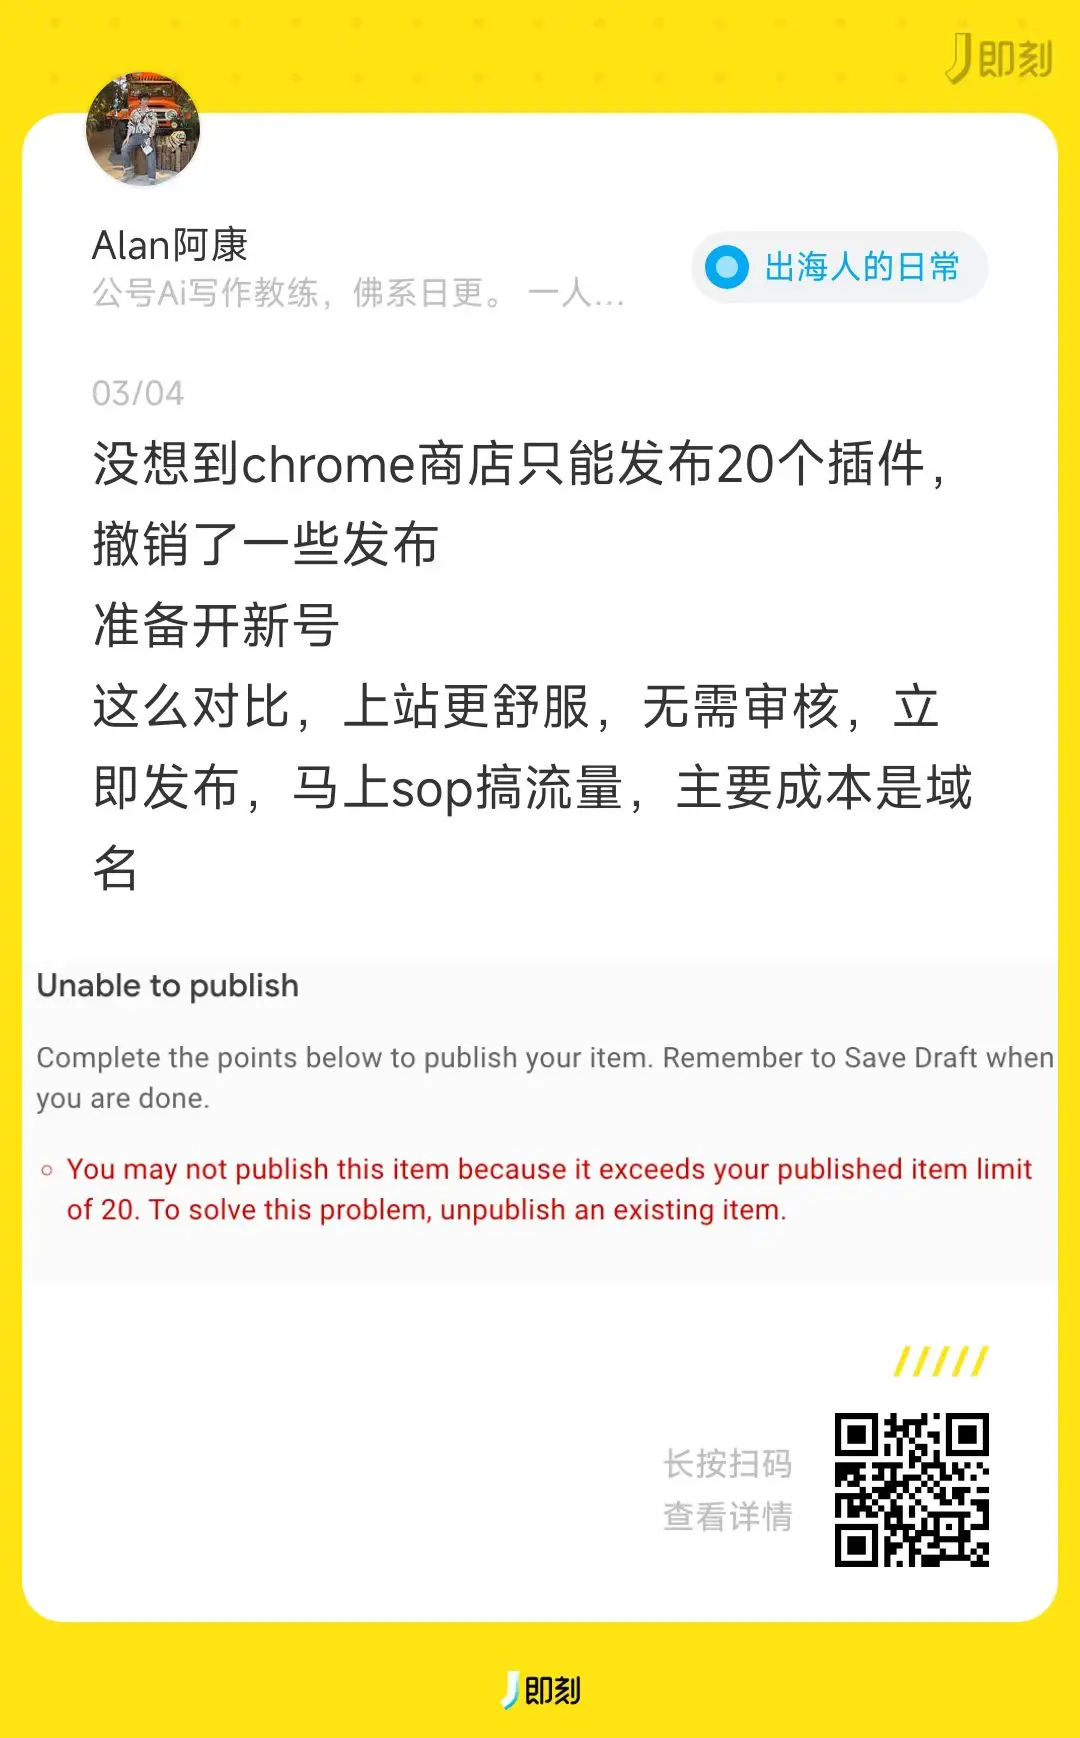 即刻
Alan阿康
公号Ai写作教练，佛系日更。 一人...
出海人的日常
03/04
没想到chrome商店只能发布20个插件，
撤销了一些发布
准备开新号
这么对比，上站更舒服，无需审核，立
即发布，马上sop搞流量，主要成本是域
名
Unable to publish
Complete the points below to publish your item. Remember to Save Draft when
you are done.
You may not publish this item because it exceeds your published item limit
of 20. To solve this problem, unpublish an existing item.
长按扫码
查看详情
即刻